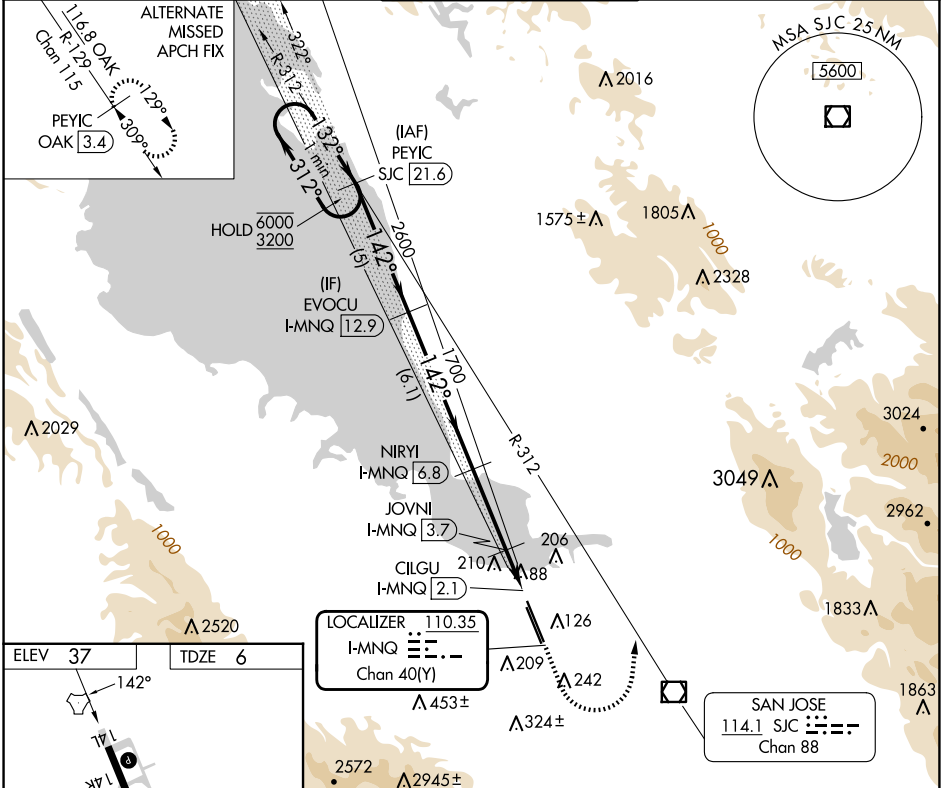 ALTERNATE
MISSED
APCH FIX
116.8 OAK
R-129
Chan 115
129°
309°
PEYIC
OAK 3.4
322°
R-312
132°
1 min
312°
HOLD 6000
3200
(IAF)
PEYIC
SJC 21.6
142°
(5)
2600
(IF)
EVOCU
I-MNQ 12.9
142°
(6.1)
1700
R-312
NIRYI
I-MNQ 6.8
JOVNI
I-MNQ 3.7
CILGU
I-MNQ 2.1
MSA SJC 25 NM
5600
2016
1575±
1805
1000
2328
2029
3024
2000
3049
2962
1000
1000
206
210
88
126
1833
2520
209
242
1863
453±
324±
LOCALIZER 110.35
I-MNQ
Chan 40(Y)
SAN JOSE
114.1 SJC
Chan 88
ELEV 37
TDZE 6
142°
14L
P
14R
2572
2945±